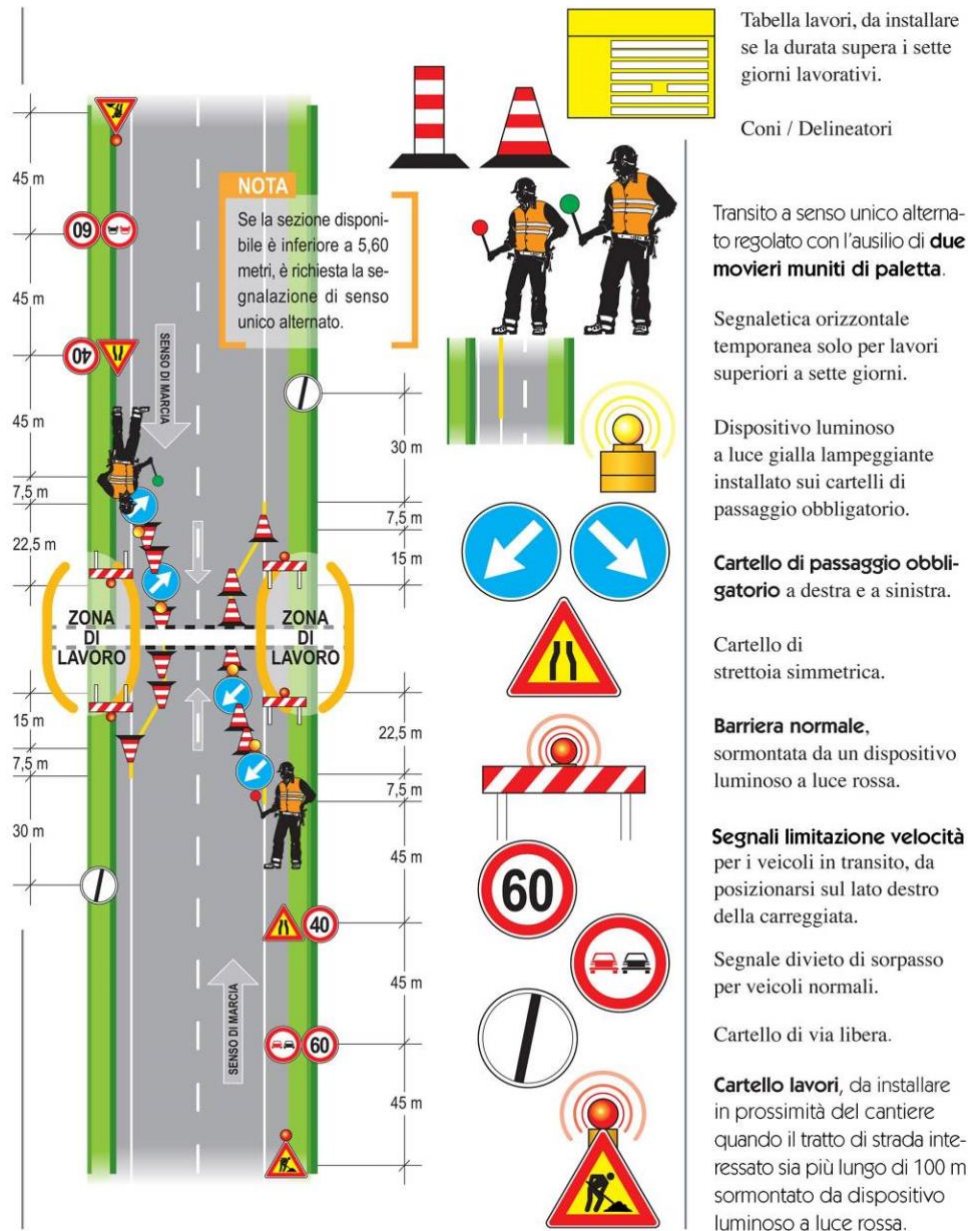 Tabella lavori, da installare
se la durata supera i sette
giorni lavorativi.
Coni / Delineatori
Transito a senso unico alterna-
to regolato con l'ausilio di due
movieri muniti di paletta.
Segnaletica orizzontale
temporanea solo per lavori
superiori a sette giorni.
Dispositivo luminoso
a luce gialla lampeggiante
installato sui cartelli di
passaggio obbligatorio.
Cartello di passaggio obbli-
gatorio a destra e a sinistra.
Cartello di
strettoia simmetrica.
Barriera normale,
sormontata da un dispositivo
luminoso a luce rossa.
Segnali limitazione velocità
per i veicoli in transito, da
posizionarsi sul lato destro
della carreggiata.
Segnale divieto di sorpasso
per veicoli normali.
Cartello di via libera.
Cartello lavori, da installare
in prossimità del cantiere
quando il tratto di strada inte-
ressato sia più lungo di 100 m
sormontato da dispositivo
luminoso a luce rossa.
NOTA
Se la sezione disponi-
bile è inferiore a 5,60
metri, è richiesta la se-
gnalazione di senso
unico alternato.
45 m
60
45 m
40
45 m
SENSO DI MARCIA
7,5 m
22,5 m
ZONA
DI
LAVORO
15 m
7,5 m
30 m
30 m
7,5 m
15 m
ZONA
DI
LAVORO
22,5 m
7,5 m
45 m
40
45 m
SENSO DI MARCIA
60
45 m
60